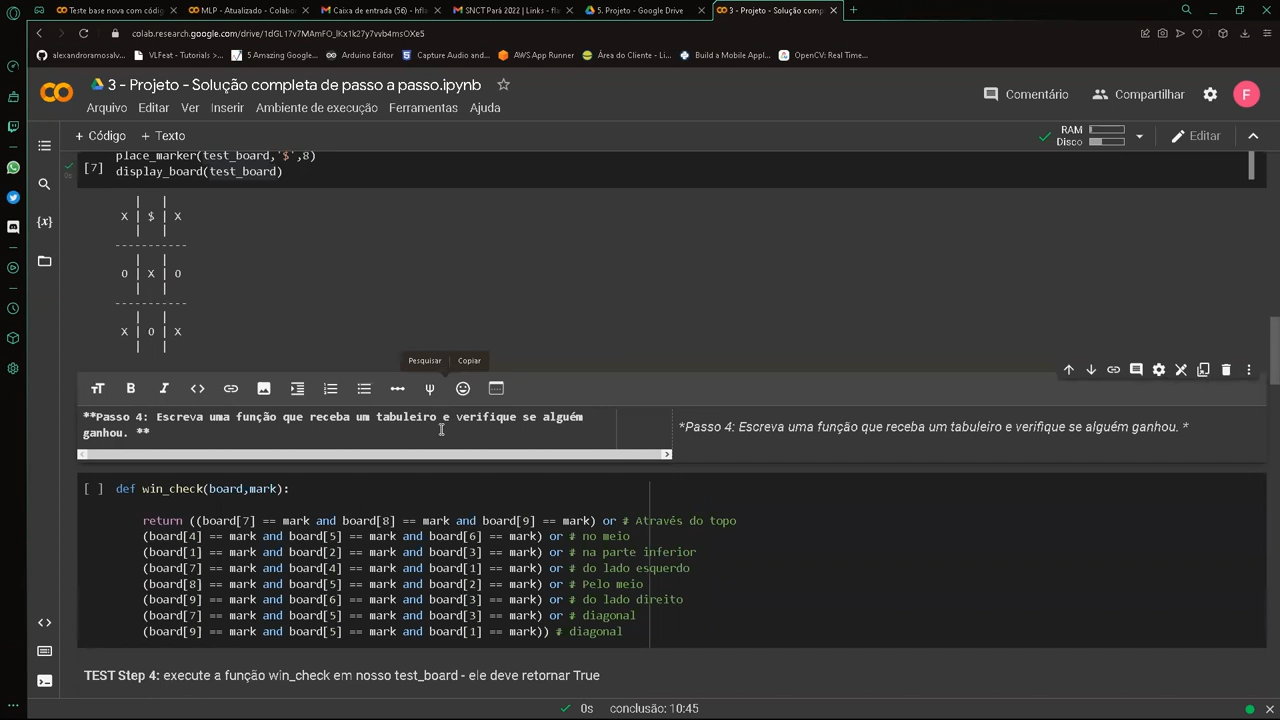 Teste base nova com códig
MLP - Atualizado - Colabo
Caixa de entrada (56) - hfla
SNCT Pará 2022 | Links - f
5. Projeto - Google Drive
3 - Projeto - Solução comp
colab.research.google.com/drive/1dGL17v7MAmFO_lKx1k27y7vvb4msOXe5
alexandroramosalv...
VLFeat - Tutorials >...
5 Amazing Google...
Arduino Editor
Capture Audio and...
AWS App Runner
Área do Cliente - Li...
Build a Mobile Appl...
OpenCV: Real Time...
3 - Projeto - Solução completa de passo a passo.ipynb
Comentário
Compartilhar
F
Arquivo Editar Ver Inserir Ambiente de execução Ferramentas Ajuda
+ Código + Texto
RAM
Disco
Editar
place_marker(test_board,'$',8)
[7] display_board(test_board)
| |
X | $ | X
| |
-----------
| |
O | X | O
| |
-----------
| |
X | O | X
| |
Pesquisar Copiar
**Passo 4: Escreva uma função que receba um tabuleiro e verifique se alguém
ganhou. **
*Passo 4: Escreva uma função que receba um tabuleiro e verifique se alguém ganhou. *
[ ] def win_check(board,mark):
return ((board[7] == mark and board[8] == mark and board[9] == mark) or # Através do topo
(board[4] == mark and board[5] == mark and board[6] == mark) or # no meio
(board[1] == mark and board[2] == mark and board[3] == mark) or # na parte inferior
(board[7] == mark and board[4] == mark and board[1] == mark) or # do lado esquerdo
(board[8] == mark and board[5] == mark and board[2] == mark) or # Pelo meio
(board[9] == mark and board[6] == mark and board[3] == mark) or # do lado direito
(board[7] == mark and board[5] == mark and board[3] == mark) or # diagonal
(board[9] == mark and board[5] == mark and board[1] == mark)) # diagonal
TEST Step 4: execute a função win_check em nosso test_board - ele deve retornar True
0s conclusão: 10:45